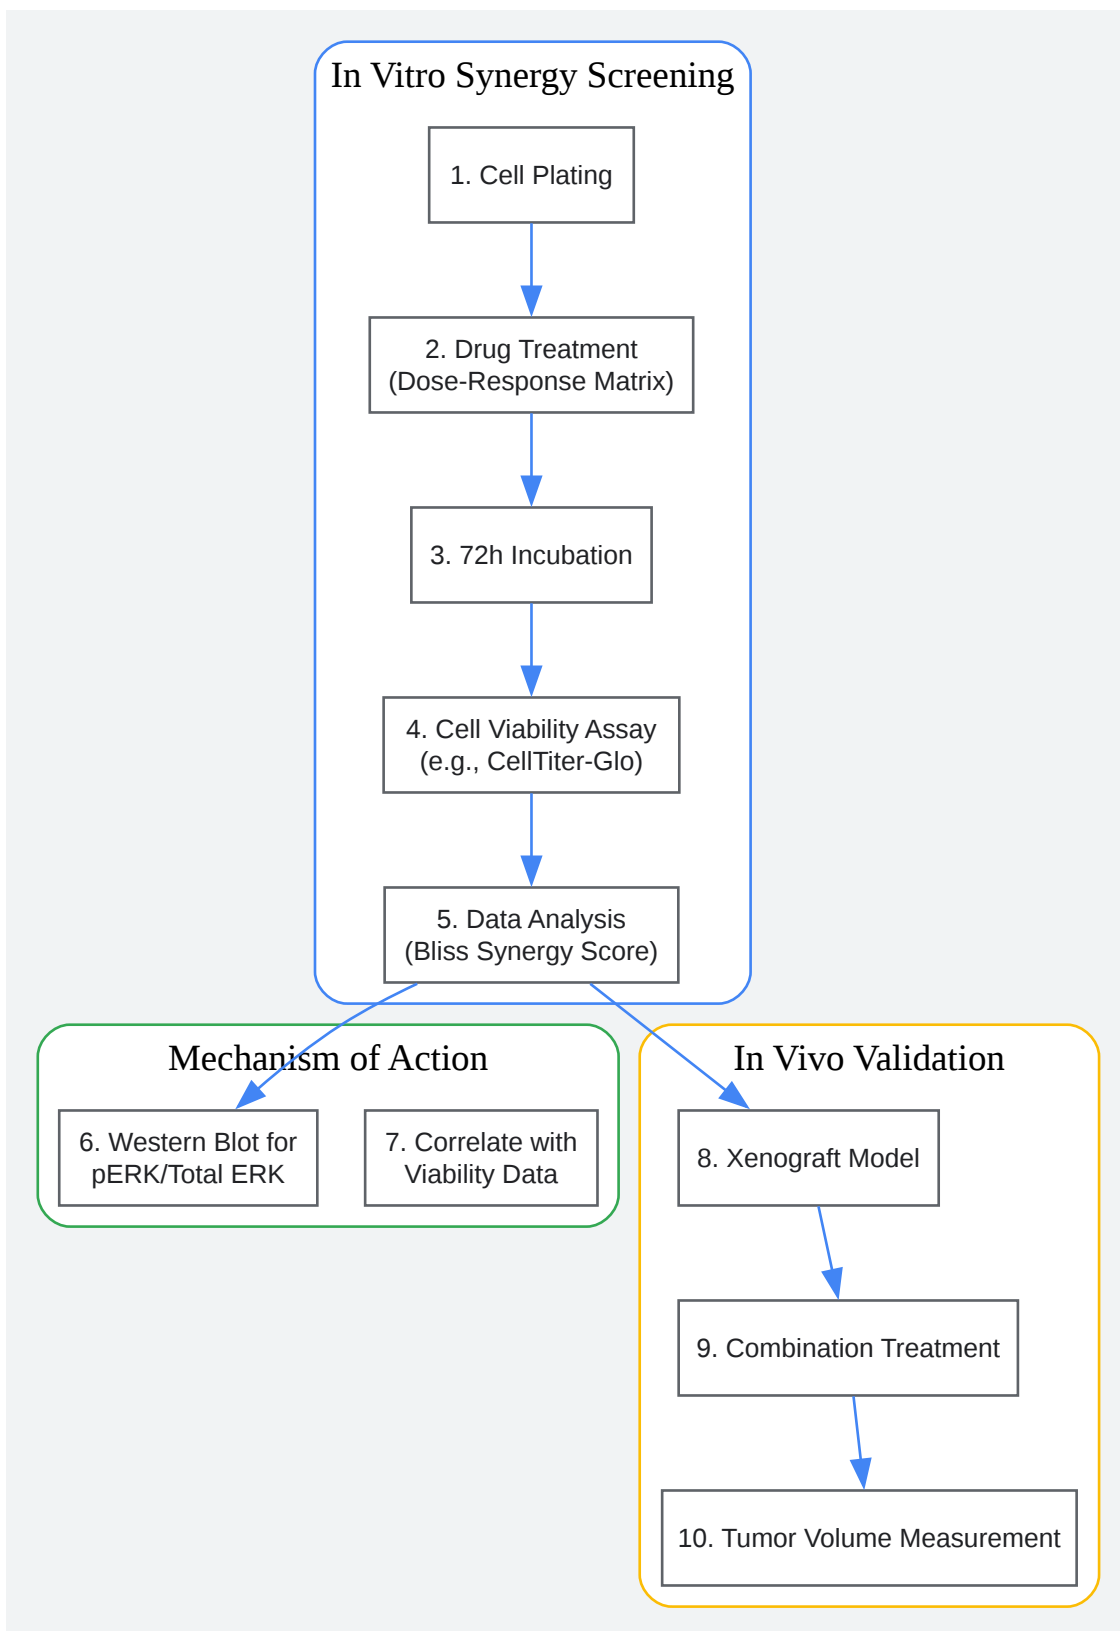 In Vitro Synergy Screening
1. Cell Plating
2. Drug Treatment
(Dose-Response Matrix)
3. 72h Incubation
4. Cell Viability Assay
(e.g., CellTiter-Glo)
5. Data Analysis
(Bliss Synergy Score)
Mechanism of Action
6. Western Blot for
pERK/Total ERK
7. Correlate with
Viability Data
In Vivo Validation
8. Xenograft Model
9. Combination Treatment
10. Tumor Volume Measurement